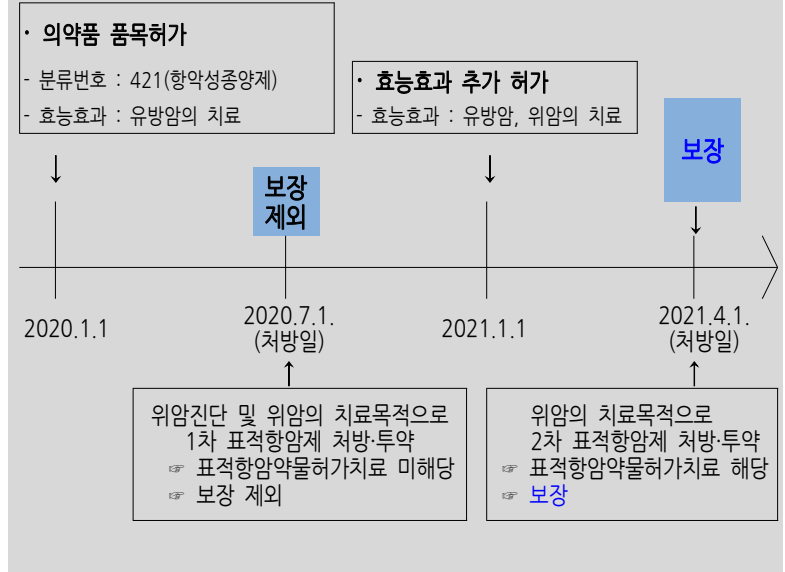 · 의약품 품목허가
- 분류번호 : 421(항악성종양제)
- 효능효과 : 유방암의 치료
· 효능효과 추가 허가
- 효능효과 : 유방암, 위암의 치료
보장
제외
보장
2020.1.1
2020.7.1.
(처방일)
2021.1.1
2021.4.1.
(처방일)
위암진단 및 위암의 치료목적으로
1차 표적항암제 처방·투약
☞ 표적항암약물허가치료 미해당
☞ 보장 제외
위암의 치료목적으로
2차 표적항암제 처방·투약
☞ 표적항암약물허가치료 해당
☞ 보장